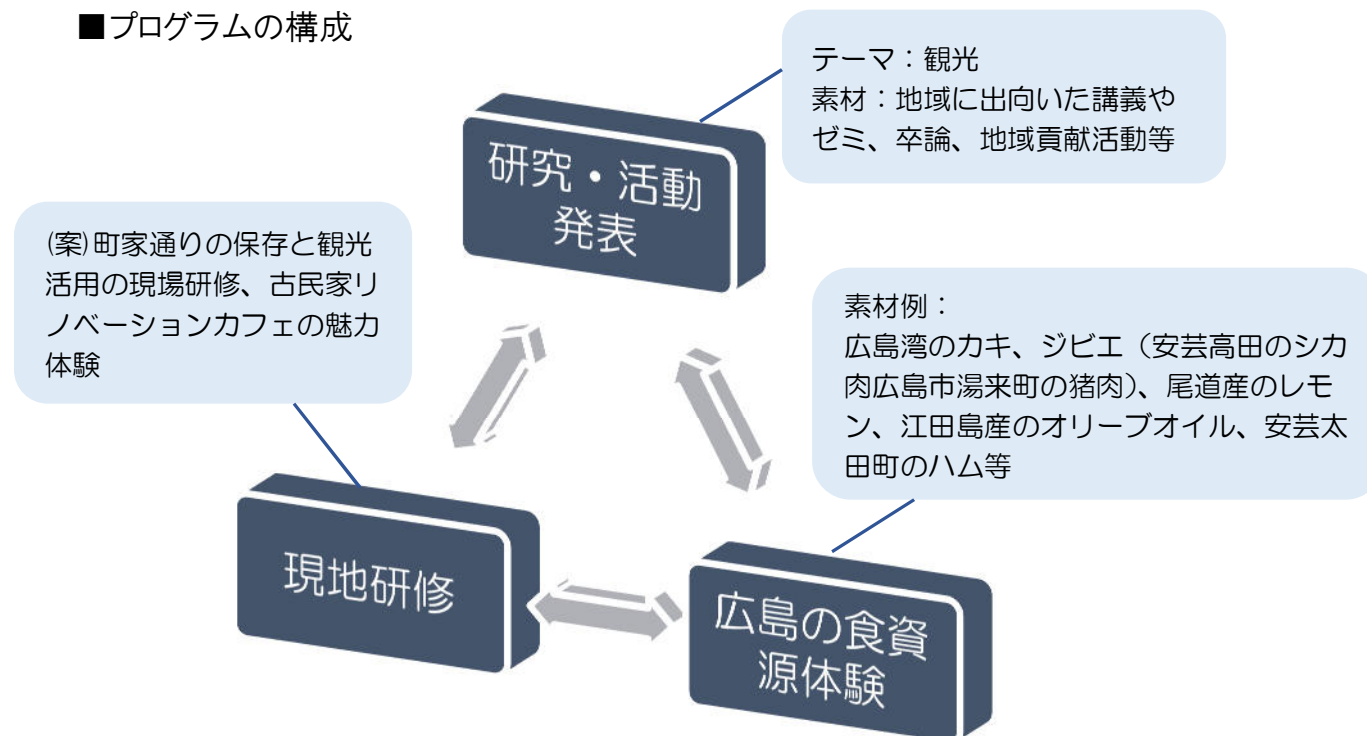 ■プログラムの構成
テーマ：観光
素材：地域に出向いた講義や
ゼミ、卒論、地域貢献活動等
研究・活動
発表
(案)町家通りの保存と観光
活用の現場研修、古民家リ
ノベーションカフェの魅力
体験
素材例：
広島湾のカキ、ジビエ（安芸高田のシカ
肉広島市湯来町の猪肉）、尾道産のレモ
ン、江田島産のオリーブオイル、安芸太
田町のハム等
現地研修
広島の食資
源体験